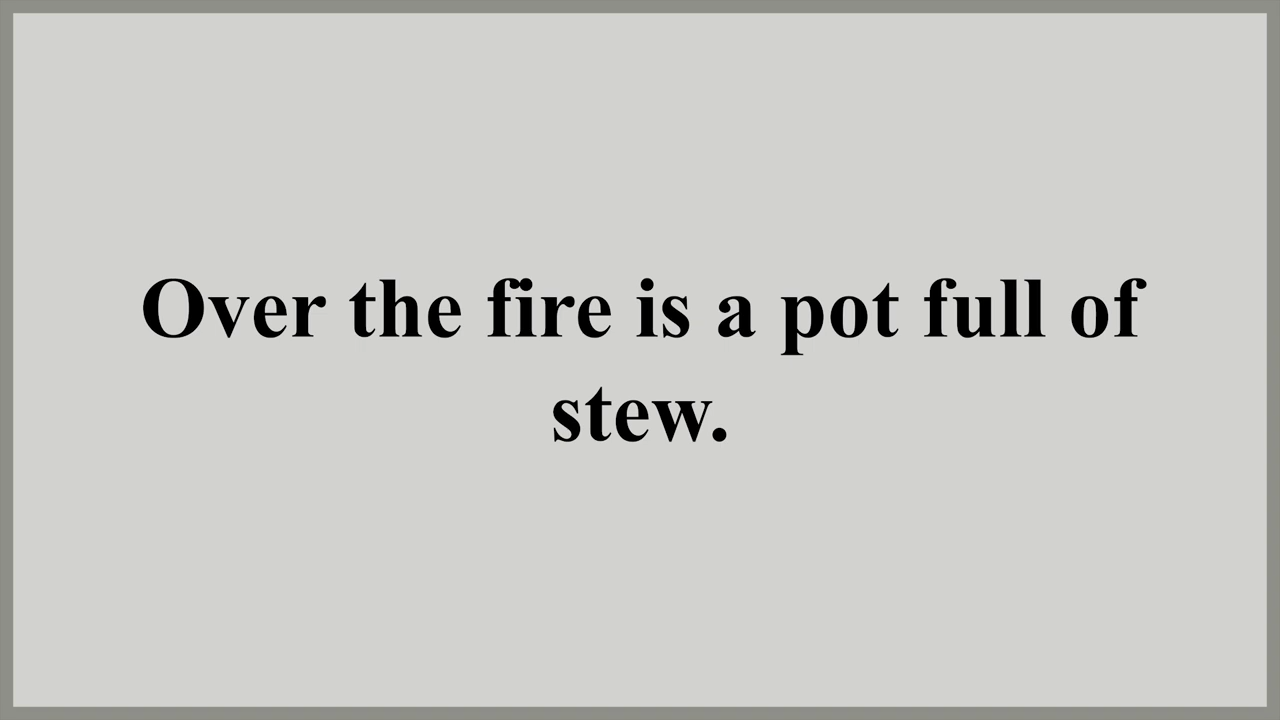 Over the fire is a pot full of
stew.